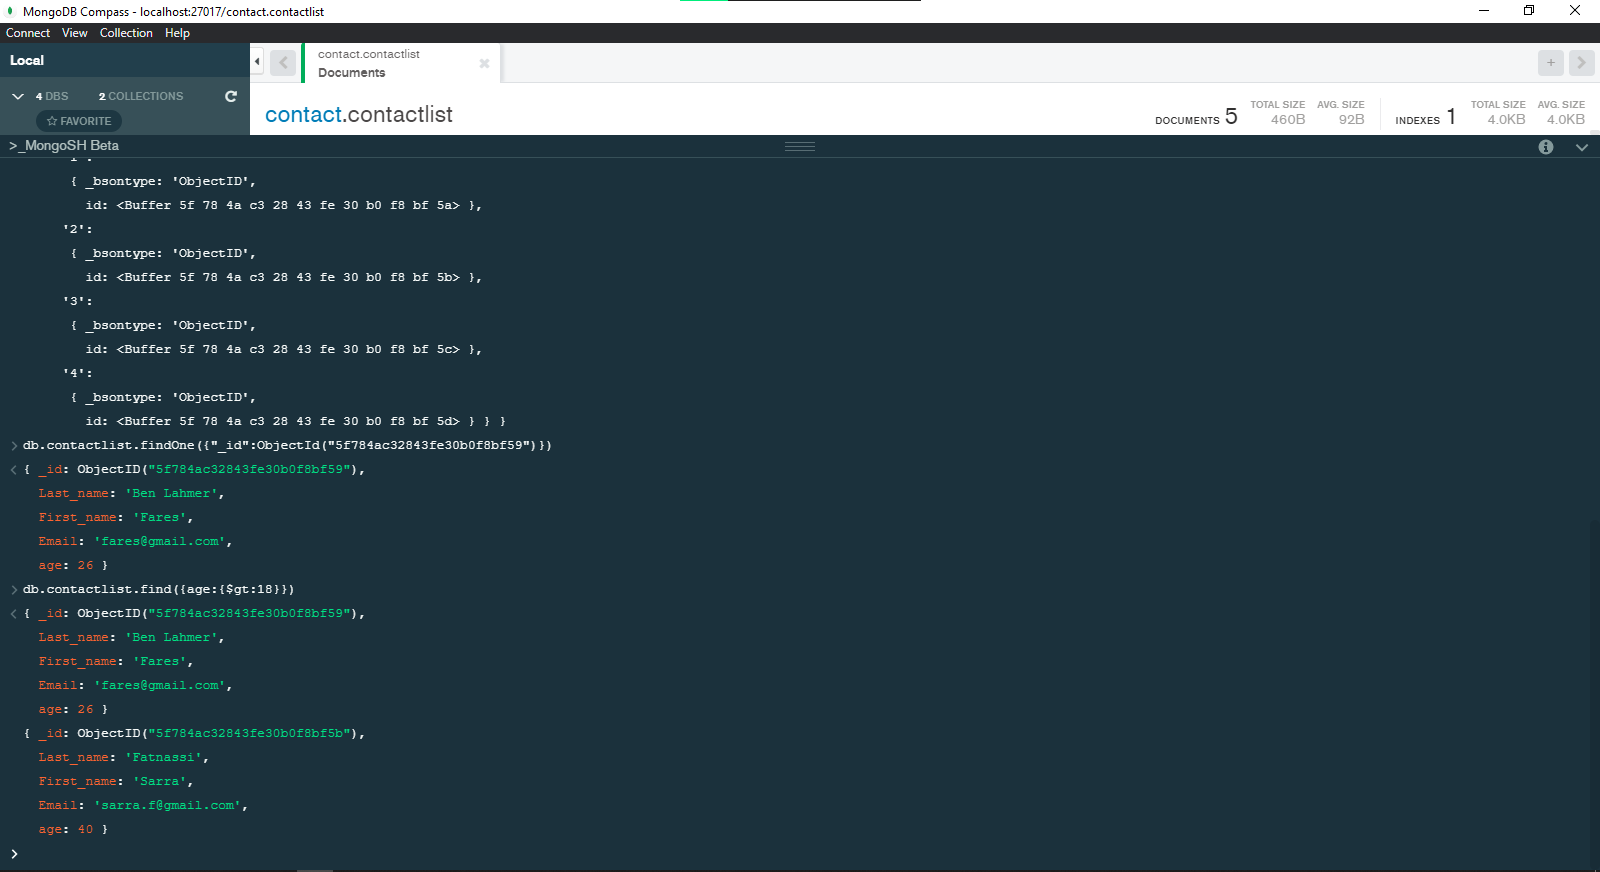 MongoDB Compass - localhost:27017/contact.contactlist
Connect View Collection Help
Local
contact.contactlist
Documents
4 DBS 2 COLLECTIONS
FAVORITE
contact.contactlist
DOCUMENTS 5 TOTAL SIZE 460B AVG. SIZE 92B INDEXES 1 TOTAL SIZE 4.0KB AVG. SIZE 4.0KB
>_MongoSH Beta
{ _bsontype: 'ObjectID',
id: <Buffer 5f 78 4a c3 28 43 fe 30 b0 f8 bf 5a> },
'2':
{ _bsontype: 'ObjectID',
id: <Buffer 5f 78 4a c3 28 43 fe 30 b0 f8 bf 5b> },
'3':
{ _bsontype: 'ObjectID',
id: <Buffer 5f 78 4a c3 28 43 fe 30 b0 f8 bf 5c> },
'4':
{ _bsontype: 'ObjectID',
id: <Buffer 5f 78 4a c3 28 43 fe 30 b0 f8 bf 5d> } } }
> db.contactlist.findOne({"_id":ObjectId("5f784ac32843fe30b0f8bf59")})
< { _id: ObjectID("5f784ac32843fe30b0f8bf59"),
Last_name: 'Ben Lahmer',
First_name: 'Fares',
Email: 'fares@gmail.com',
age: 26 }
> db.contactlist.find({age:{$gt:18}})
< { _id: ObjectID("5f784ac32843fe30b0f8bf59"),
Last_name: 'Ben Lahmer',
First_name: 'Fares',
Email: 'fares@gmail.com',
age: 26 }
{ _id: ObjectID("5f784ac32843fe30b0f8bf5b"),
Last_name: 'Fatnassi',
First_name: 'Sarra',
Email: 'sarra.f@gmail.com',
age: 40 }
>